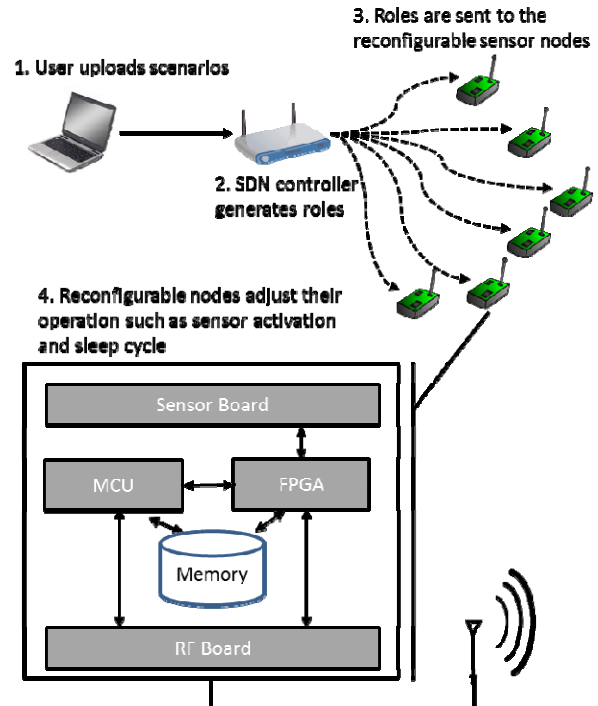 3. Roles are sent to the
reconfigurable sensor nodes
1. User uploads scenarios
2. SDN controller
generates roles
4. Reconfigurable nodes adjust their
operation such as sensor activation
and sleep cycle
Sensor Board
MCU
FPGA
Memory
RF Board